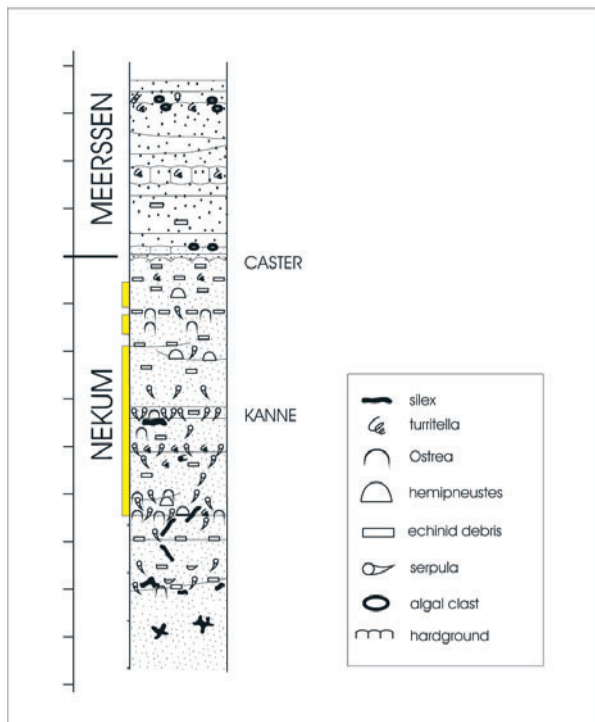 MEERSSEN
CASTER
NEKUM
KANNE
silex
turritella
Ostrea
hemipneustes
echinid debris
serpula
algal clast
hardground